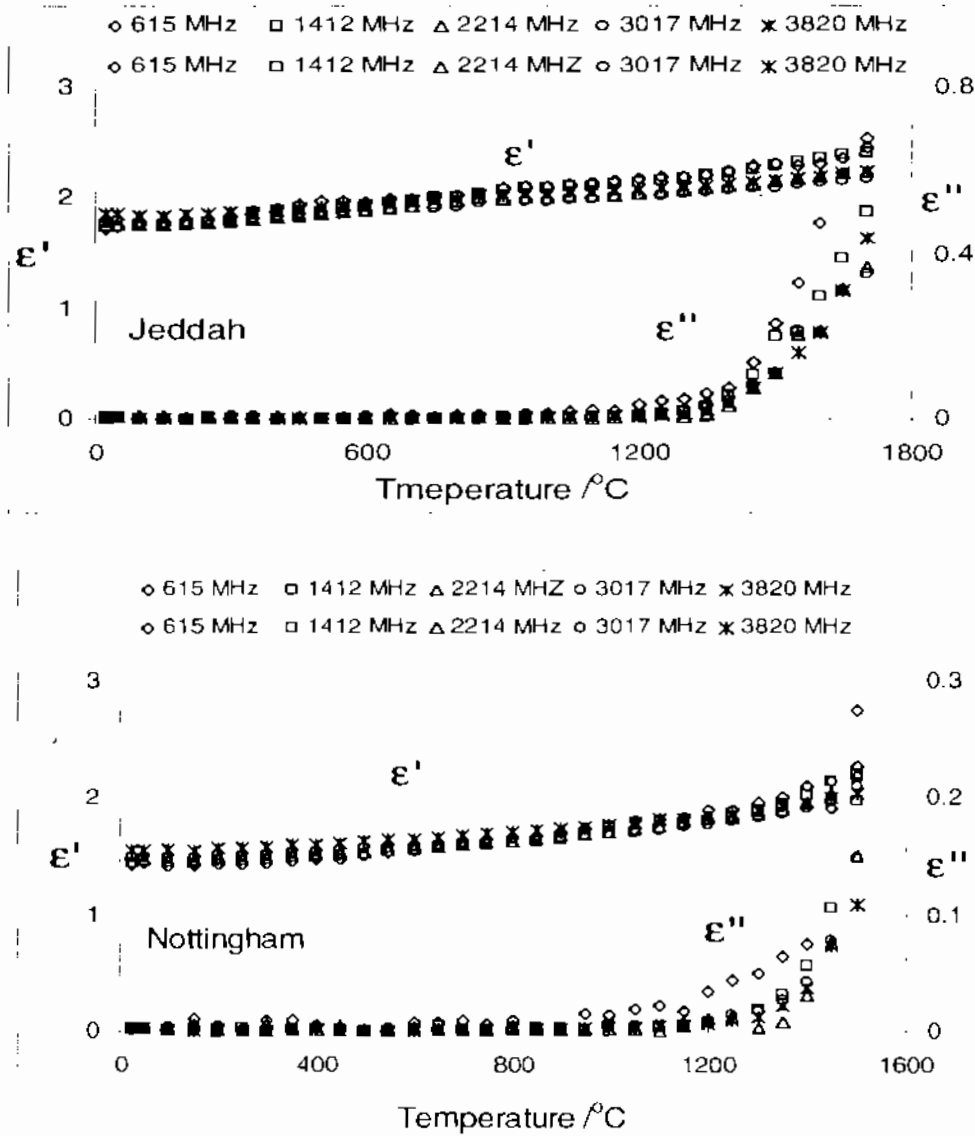 ◇ 615 MHz □ 1412 MHz △ 2214 MHz ○ 3017 MHz ж 3820 MHz
◇ 615 MHz □ 1412 MHz △ 2214 MHZ ○ 3017 MHz ж 3820 MHz
3 0.8
ε'
2
ε' ε''
0.4
1
Jeddah ε''
0 0
0 600 1200 1800
Tmeperature /°C
◇ 615 MHz □ 1412 MHz △ 2214 MHZ ○ 3017 MHz ж 3820 MHz
◇ 615 MHz □ 1412 MHz △ 2214 MHz ○ 3017 MHz ж 3820 MHz
3 0.3
ε'
2 0.2
ε' ε''
1 0.1
Nottingham ε''
0 0
0 400 800 1200 1600
Temperature /°C